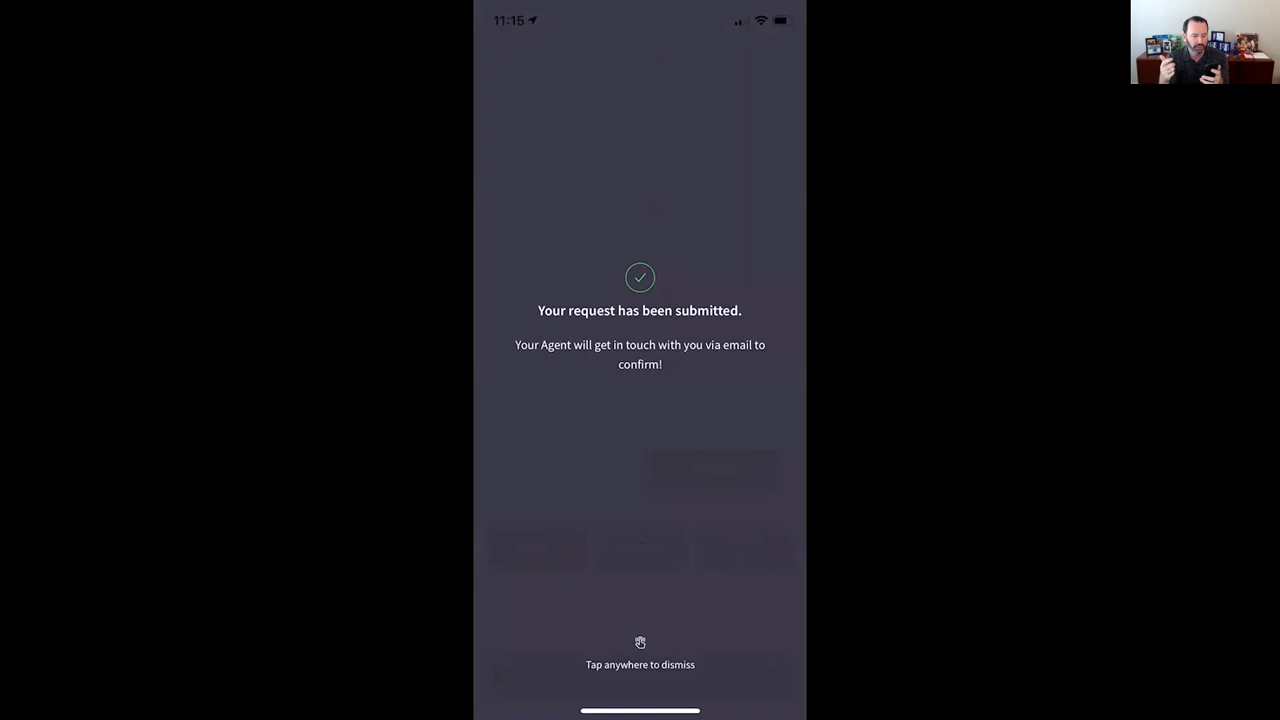 11:15
Your request has been submitted.
Your Agent will get in touch with you via email to
confirm!
Tap anywhere to dismiss